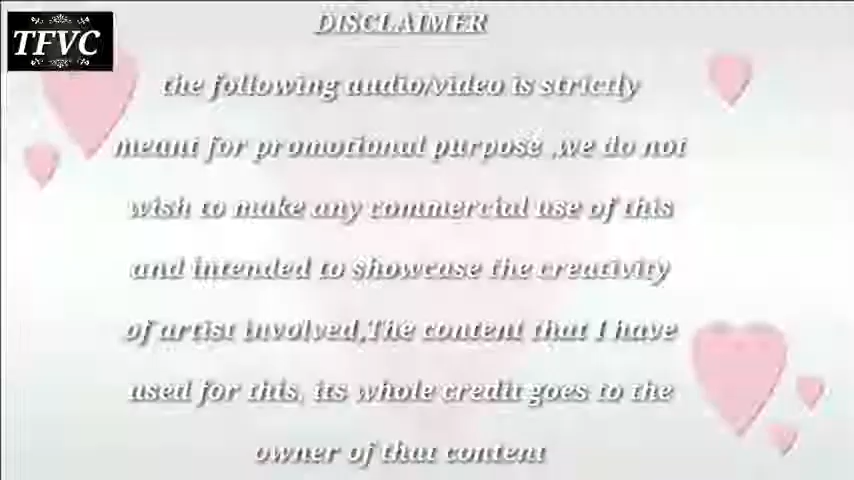 DISCLAIMER
TFVC
the following audio/video is strictly
meant for promotional purpose ,we do not
wish to make any commercial use of this
and intended to showcase the creativity
of artist involved,The content that I have
used for this, its whole credit goes to the
owner of that content